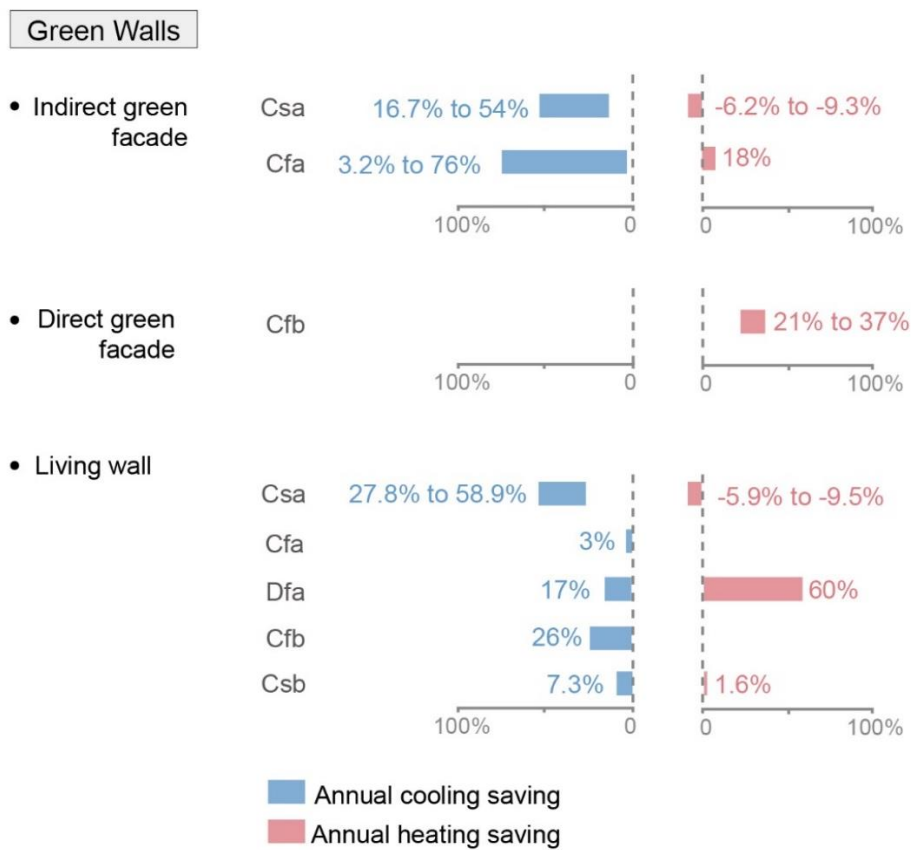 Green Walls
• Indirect green
facade
Csa 16.7% to 54% -6.2% to -9.3%
Cfa 3.2% to 76% 18%
100% 0 0 100%
• Direct green
facade
Cfb 21% to 37%
100% 0 0 100%
• Living wall
Csa 27.8% to 58.9% -5.9% to -9.5%
Cfa 3%
Dfa 17% 60%
Cfb 26%
Csb 7.3% 1.6%
100% 0 0 100%
Annual cooling saving
Annual heating saving